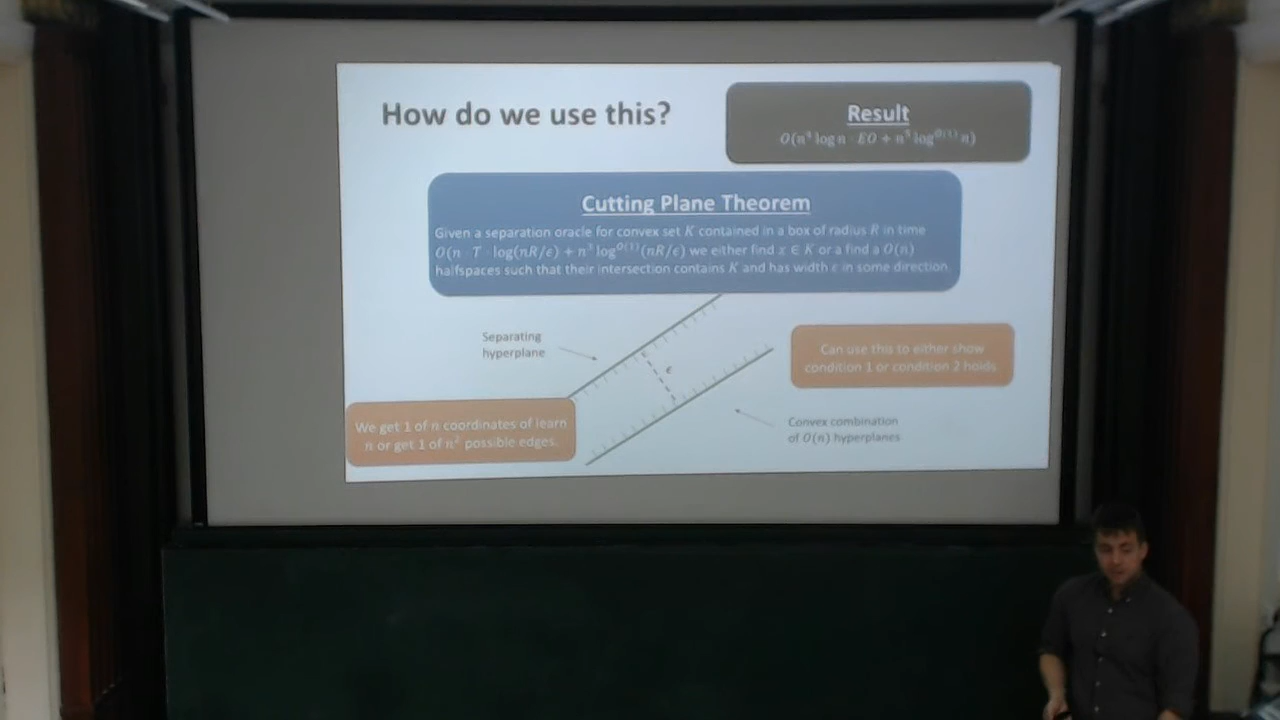 How do we use this?
Result
O(n⁴ log n · EO + n⁵ log^O(1) n)
Cutting Plane Theorem
Given a separation oracle for convex set K contained in a box of radius R in time
O(n · T · log(nR/ϵ) + n³ log^O(1)(nR/ϵ) we either find x ∈ K or a find a O(n)
halfspaces such that their intersection contains K and has width ϵ in some direction
Separating
hyperplane
ϵ
Can use this to either show
condition 1 or condition 2 holds
We get 1 of n coordinates of learn
n or get 1 of n² possible edges.
Convex combination
of O(n) hyperplanes